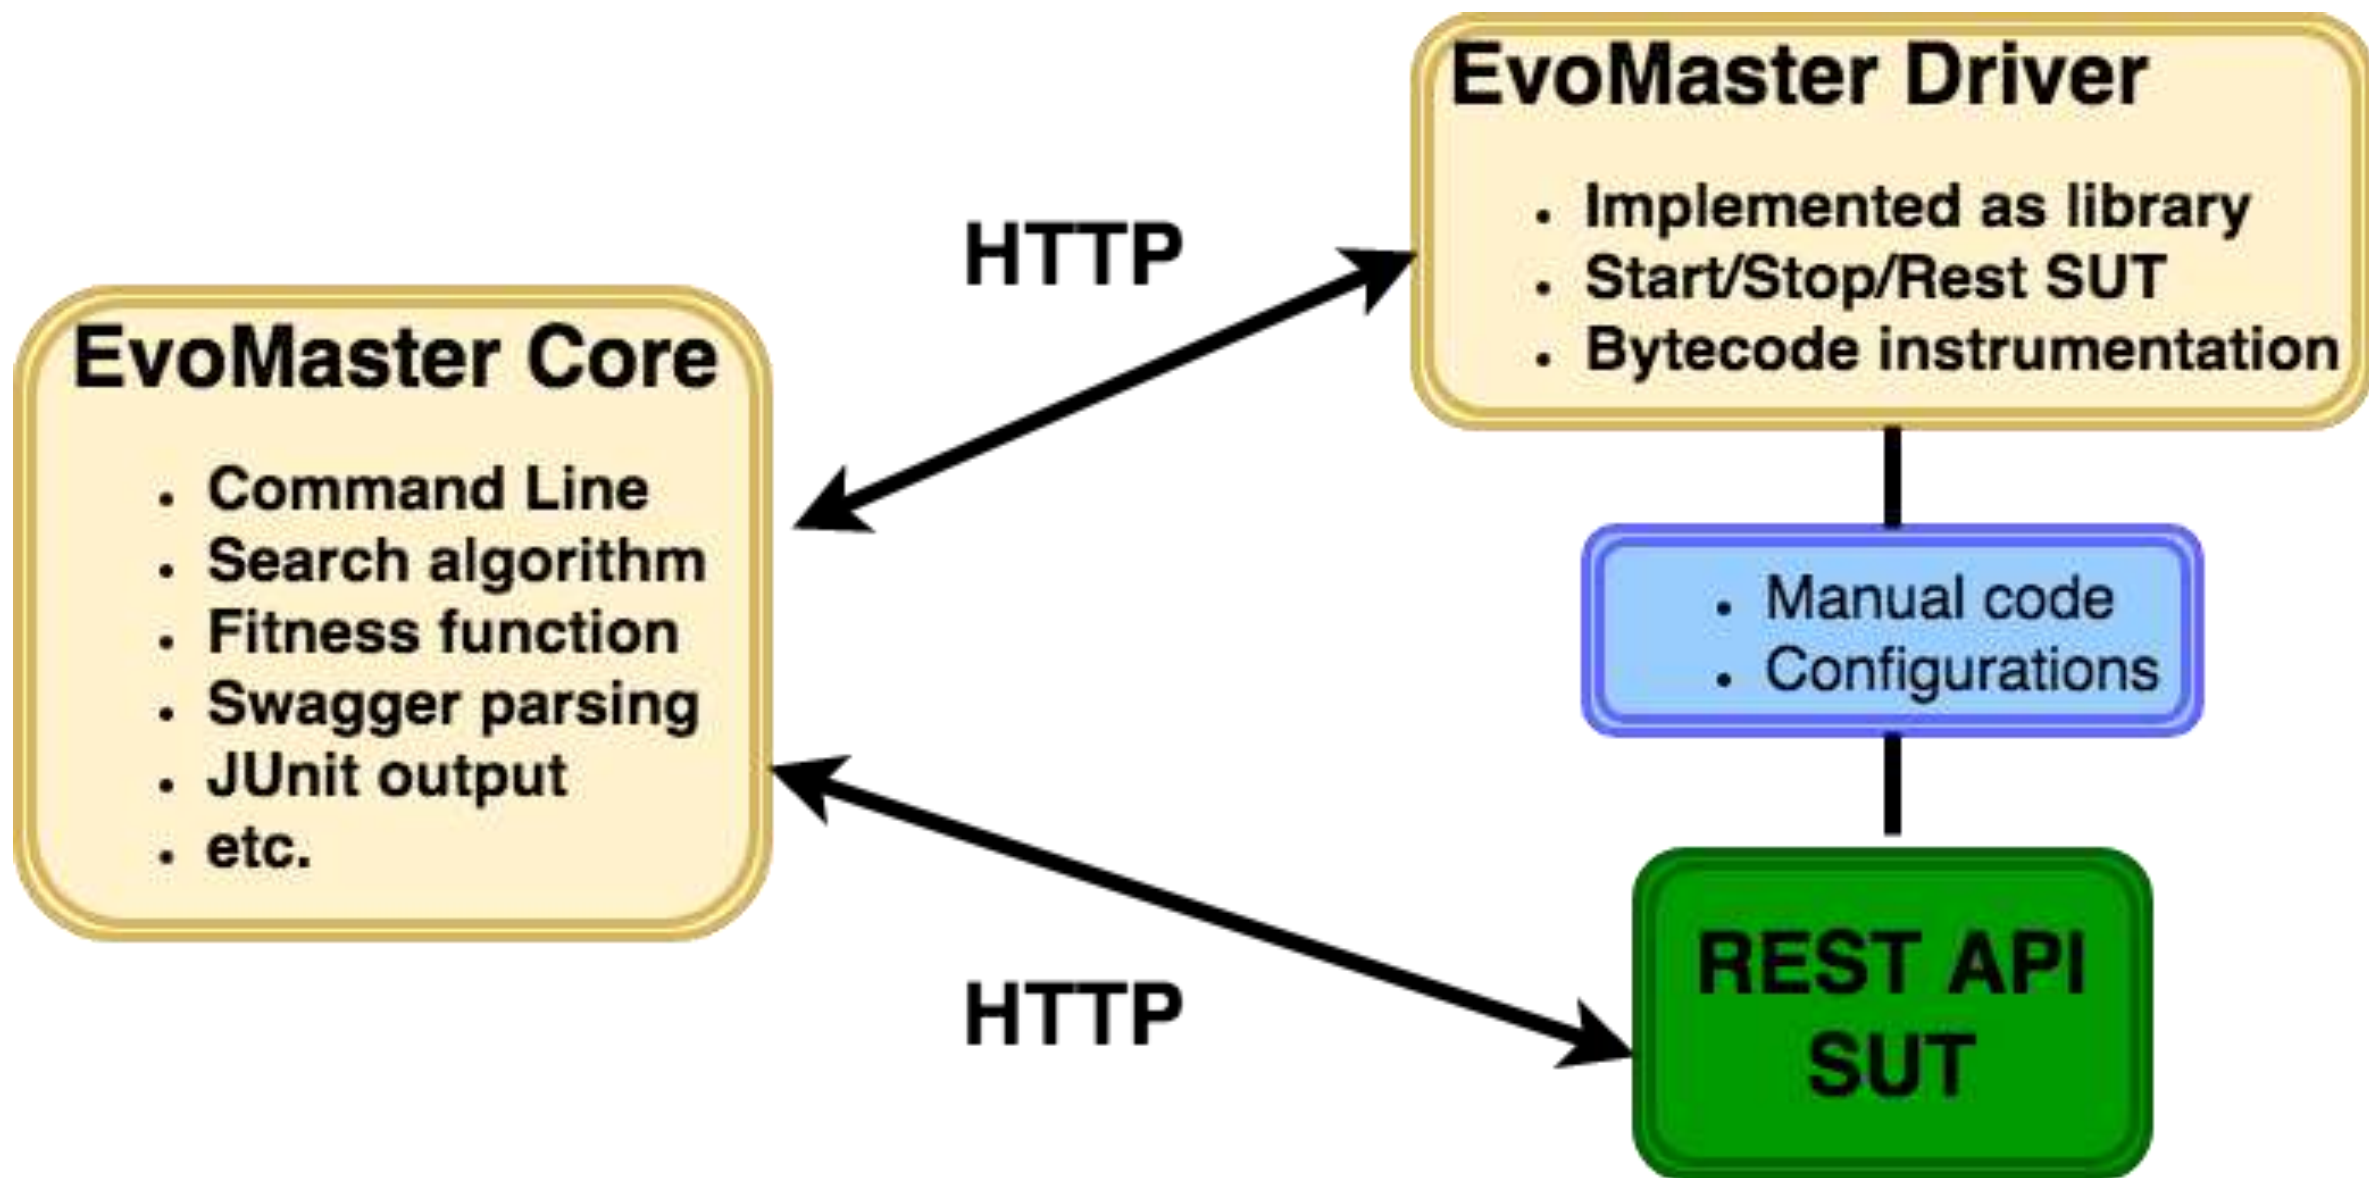 EvoMaster Driver
• Implemented as library
• Start/Stop/Rest SUT
• Bytecode instrumentation
HTTP
EvoMaster Core
• Command Line
• Search algorithm
• Fitness function
• Swagger parsing
• JUnit output
• etc.
• Manual code
• Configurations
HTTP
REST API
SUT